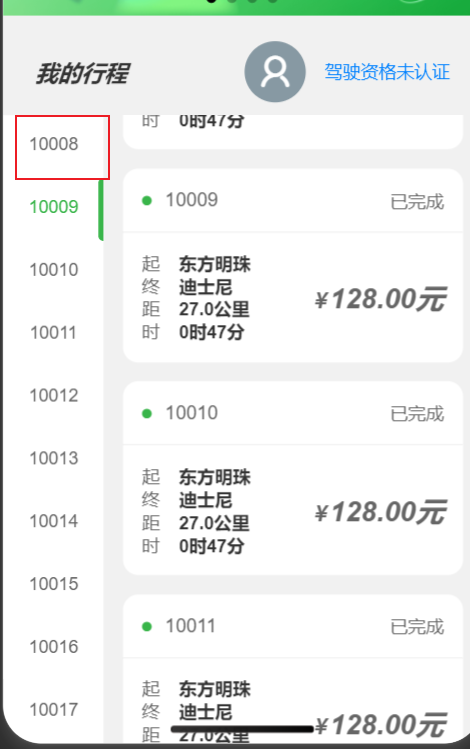 我的行程
驾驶资格未认证
10008
10009
10010
10011
10012
10013
10014
10015
10016
10017
时 0时47分
10009 已完成
起 东方明珠
终 迪士尼
距 27.0公里
时 0时47分
¥128.00元
10010 已完成
起 东方明珠
终 迪士尼
距 27.0公里
时 0时47分
¥128.00元
10011 已完成
起 东方明珠
终 迪士尼
距 27.0公里
¥128.00元